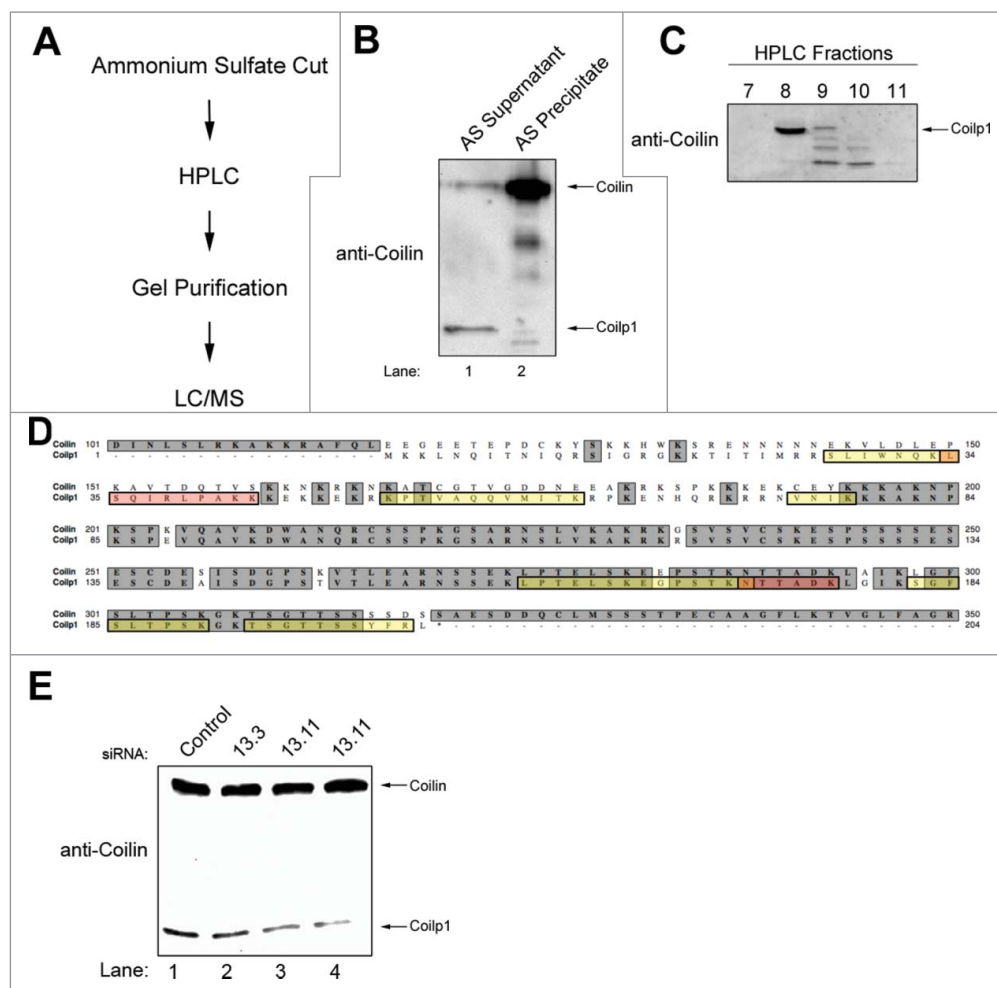 A
Ammonium Sulfate Cut
HPLC
Gel Purification
LC/MS
B
AS Supernatant
AS Precipitate
anti-Coilin
Coilin
Coilp1
Lane: 1 2
C
HPLC Fractions
7 8 9 10 11
anti-Coilin
Coilp1
D
Coilin 101 D I N L S L R K A K K R A F Q L E E G E E T E P D C K Y S K K H W K S R E N N N N N E K V L D L E P 150
Coilp1 1 - - - - - - - - - - - - - - - - M K K L N Q I T N I Q R S I G R G K K T I T I M R R S L I W N Q K L 34
Coilin 151 K A V T D Q T V S K K N K R K N K A T C G T V G D D N E E A K R K S P K K K E K C E Y K K K A K N P 200
Coilp1 35 S Q I R L P A K K K E K K E K R K P T V A Q Q V M I T K R P K E N H Q R K R R N V N I K K K A K N P 84
Coilin 201 K S P K V Q A V K D W A N Q R C S S P K G S A R N S L V K A K R K G S V S V C S K E S P S S S S E S 250
Coilp1 85 K S P E V Q A V K D W A N Q R C S S P K G S A R N S L V K A K R K R S V S V C S K E S P S S S S E S 134
Coilin 251 E S C D E S I S D G P S K V T L E A R N S S E K L P T E L S K E E P S T K N T T A D K L A I K L G F 300
Coilp1 135 E S C D E A I S D G P S T V T L E A R N S S E K L P T E L S K E G P S T K N T T A D K L G I K S G F 184
Coilin 301 S L T P S K G K T S G T T S S S S D S S A E S D D Q C L M S S S T P E C A A G F L K T V G L F A G R 350
Coilp1 185 S L T P S K G K T S G T T S S Y F R L * - - - - - - - - - - - - - - - - - - - - - - - - - - - - - - 204
E
siRNA: Control 13.3 13.11 13.11
anti-Coilin
Coilin
Coilp1
Lane: 1 2 3 4